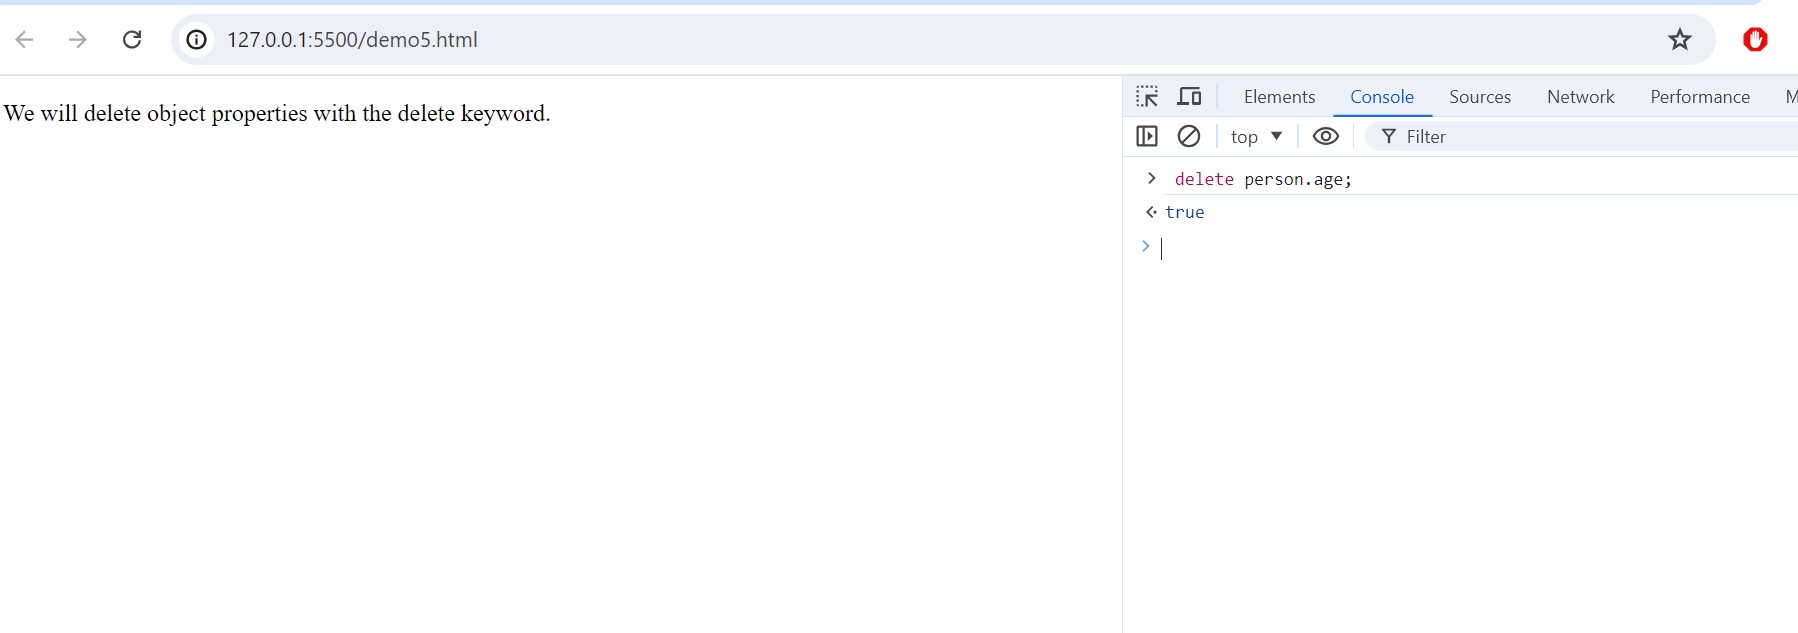 127.0.0.1:5500/demo5.html
We will delete object properties with the delete keyword.
Elements Console Sources Network Performance M
top Filter
> delete person.age;
true
>